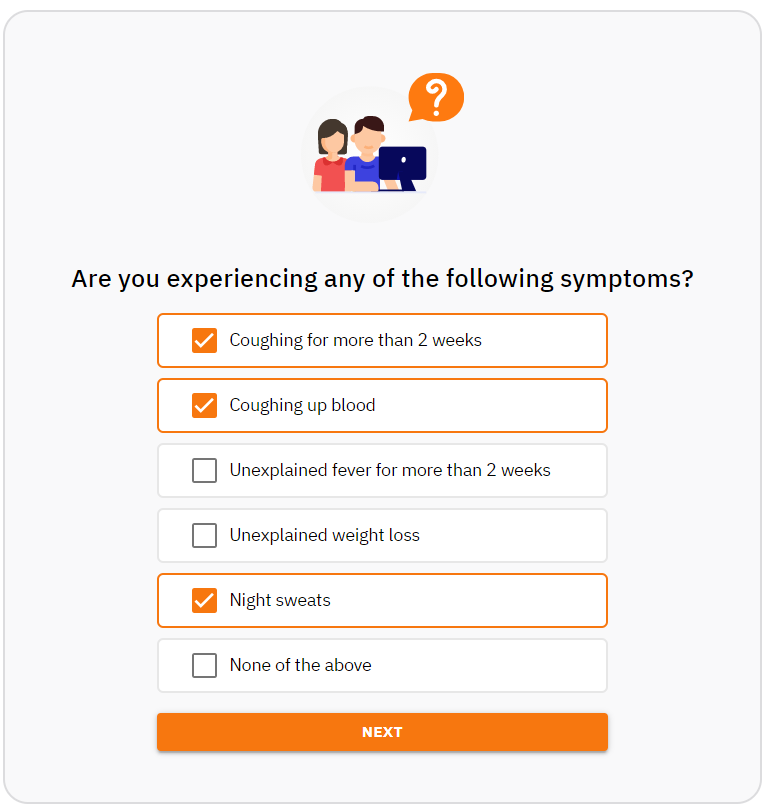 ?
Are you experiencing any of the following symptoms?
Coughing for more than 2 weeks
Coughing up blood
Unexplained fever for more than 2 weeks
Unexplained weight loss
Night sweats
None of the above
NEXT